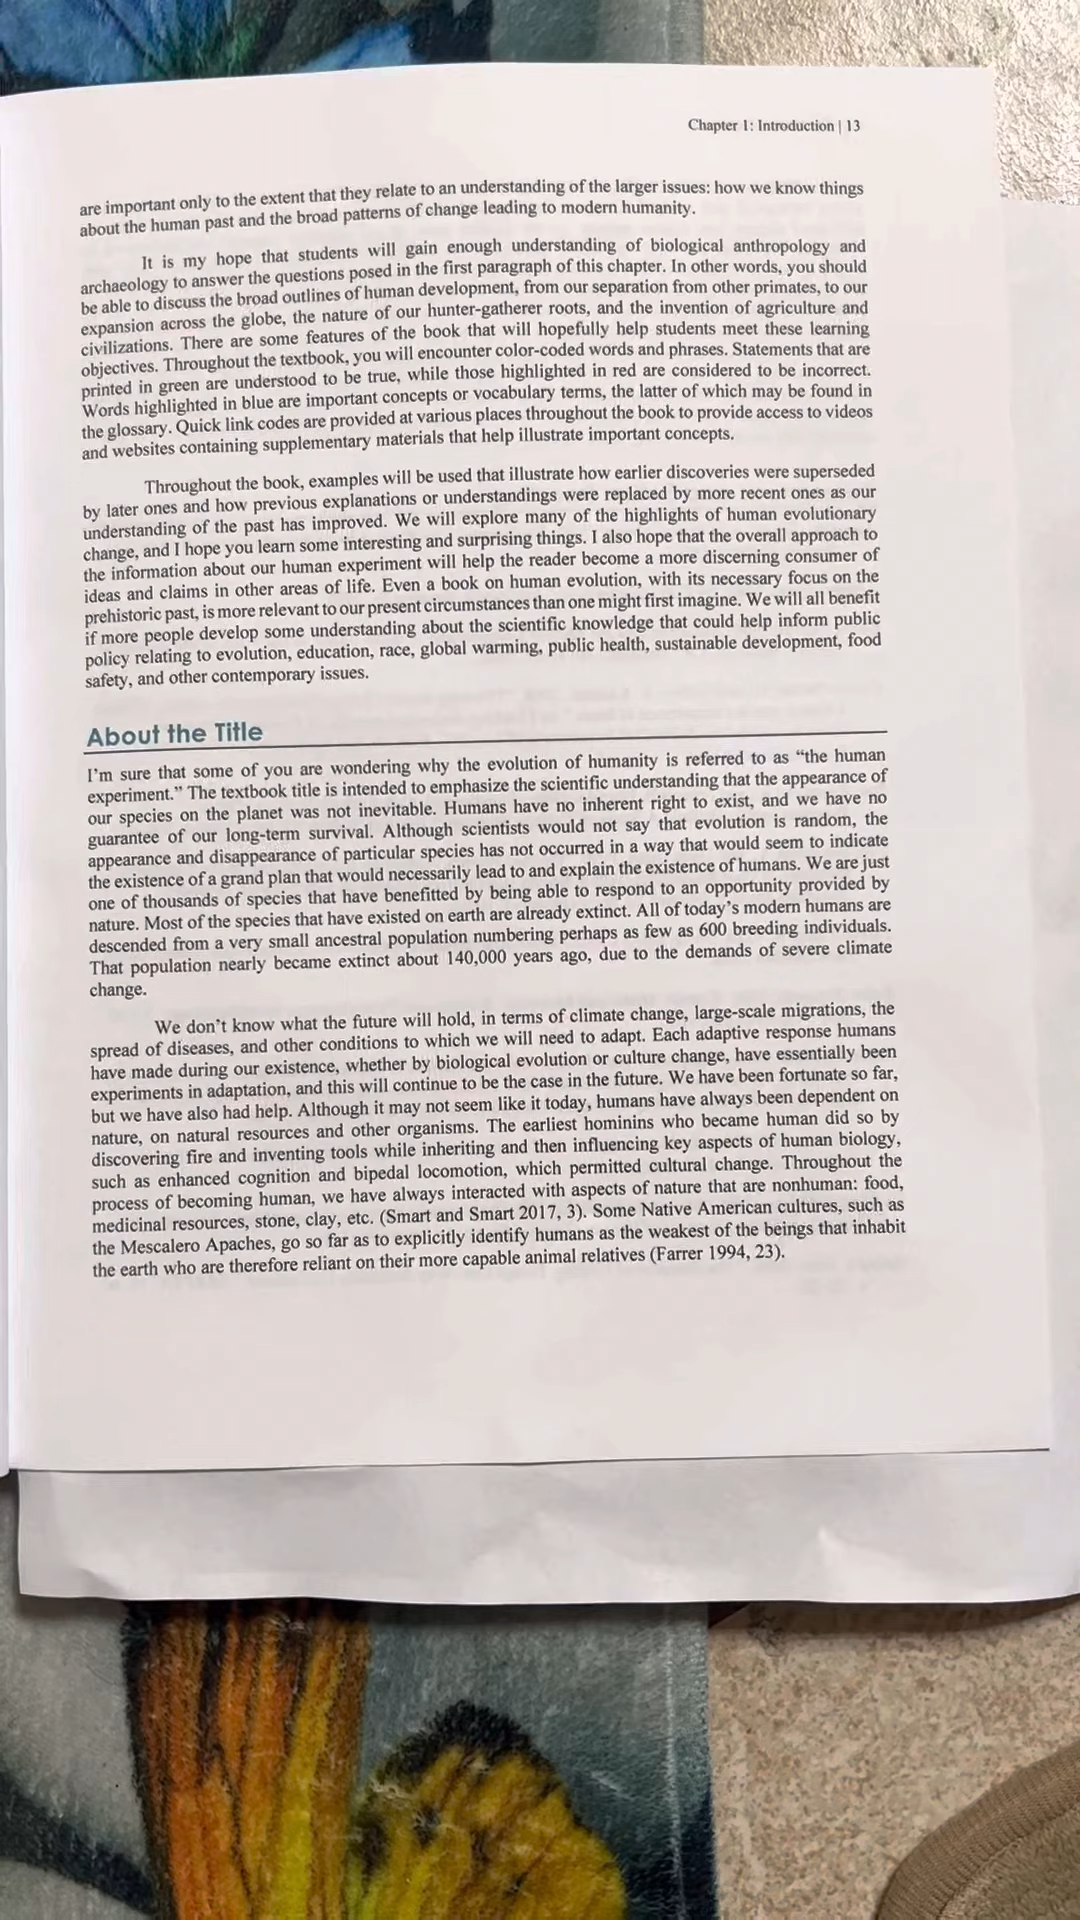 Chapter 1: Introduction | 13
are important only to the extent that they relate to an understanding of the larger issues: how we know things
about the human past and the broad patterns of change leading to modern humanity.
It is my hope that students will gain enough understanding of biological anthropology and
archaeology to answer the questions posed in the first paragraph of this chapter. In other words, you should
be able to discuss the broad outlines of human development, from our separation from other primates, to our
expansion across the globe, the nature of our hunter-gatherer roots, and the invention of agriculture and
civilizations. There are some features of the book that will hopefully help students meet these learning
objectives. Throughout the textbook, you will encounter color-coded words and phrases. Statements that are
printed in green are understood to be true, while those highlighted in red are considered to be incorrect.
Words highlighted in blue are important concepts or vocabulary terms, the latter of which may be found in
the glossary. Quick link codes are provided at various places throughout the book to provide access to videos
and websites containing supplementary materials that help illustrate important concepts.
Throughout the book, examples will be used that illustrate how earlier discoveries were superseded
by later ones and how previous explanations or understandings were replaced by more recent ones as our
understanding of the past has improved. We will explore many of the highlights of human evolutionary
change, and I hope you learn some interesting and surprising things. I also hope that the overall approach to
the information about our human experiment will help the reader become a more discerning consumer of
ideas and claims in other areas of life. Even a book on human evolution, with its necessary focus on the
prehistoric past, is more relevant to our present circumstances than one might first imagine. We will all benefit
if more people develop some understanding about the scientific knowledge that could help inform public
policy relating to evolution, education, race, global warming, public health, sustainable development, food
safety, and other contemporary issues.
About the Title
I'm sure that some of you are wondering why the evolution of humanity is referred to as “the human
experiment.” The textbook title is intended to emphasize the scientific understanding that the appearance of
our species on the planet was not inevitable. Humans have no inherent right to exist, and we have no
guarantee of our long-term survival. Although scientists would not say that evolution is random, the
appearance and disappearance of particular species has not occurred in a way that would seem to indicate
the existence of a grand plan that would necessarily lead to and explain the existence of humans. We are just
one of thousands of species that have benefitted by being able to respond to an opportunity provided by
nature. Most of the species that have existed on earth are already extinct. All of today's modern humans are
descended from a very small ancestral population numbering perhaps as few as 600 breeding individuals.
That population nearly became extinct about 140,000 years ago, due to the demands of severe climate
change.
We don't know what the future will hold, in terms of climate change, large-scale migrations, the
spread of diseases, and other conditions to which we will need to adapt. Each adaptive response humans
have made during our existence, whether by biological evolution or culture change, have essentially been
experiments in adaptation, and this will continue to be the case in the future. We have been fortunate so far,
but we have also had help. Although it may not seem like it today, humans have always been dependent on
nature, on natural resources and other organisms. The earliest hominins who became human did so by
discovering fire and inventing tools while inheriting and then influencing key aspects of human biology,
such as enhanced cognition and bipedal locomotion, which permitted cultural change. Throughout the
process of becoming human, we have always interacted with aspects of nature that are nonhuman: food,
medicinal resources, stone, clay, etc. (Smart and Smart 2017, 3). Some Native American cultures, such as
the Mescalero Apaches, go so far as to explicitly identify humans as the weakest of the beings that inhabit
the earth who are therefore reliant on their more capable animal relatives (Farrer 1994, 23).